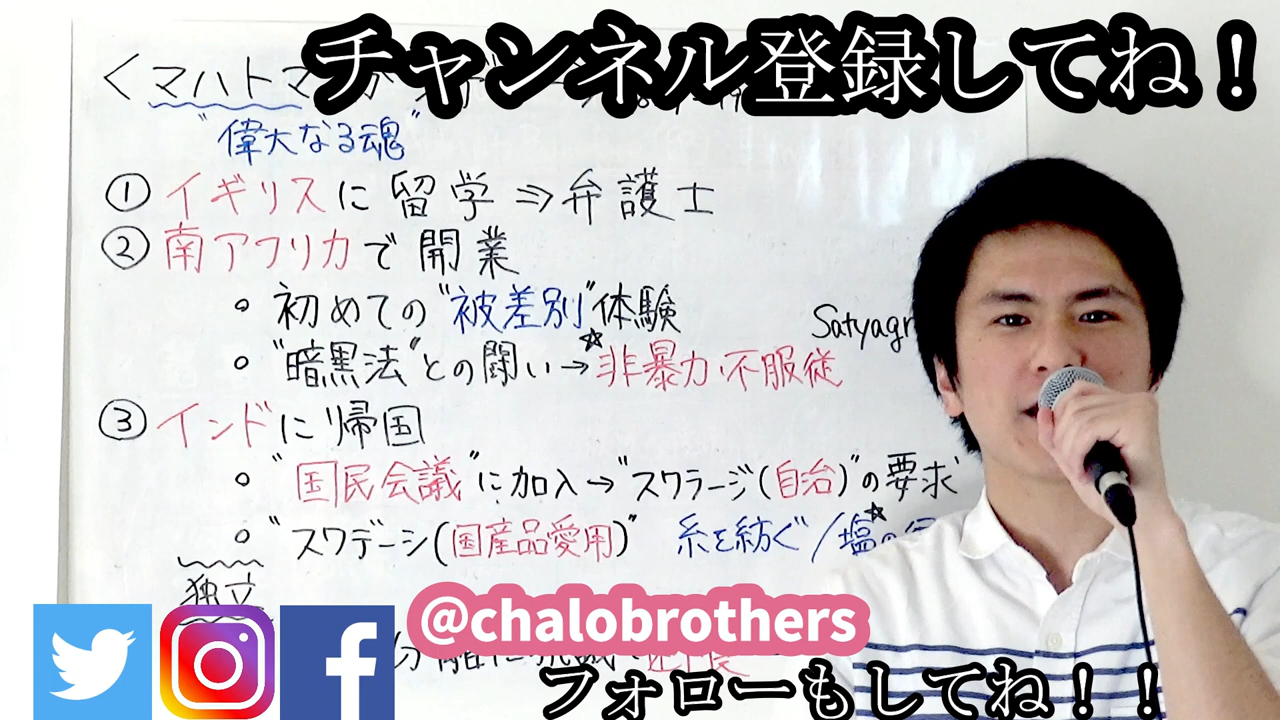 チャンネル登録してね！
<マハトマ
"偉大なる魂"
① イギリスに留学⇒弁護士
② 南アフリカで開業
○ 初めての"被差別"体験
Satyagr
○ "暗黒法"との闘い→☆非暴力・不服従
③ インドに帰国
○ "国民会議"に加入→"スワラージ(自治)"の要求
○ "スワデーシ(国産品愛用)" 糸を紡ぐ/塩☆の
独立
@chalobrothers
フォローもしてね！！